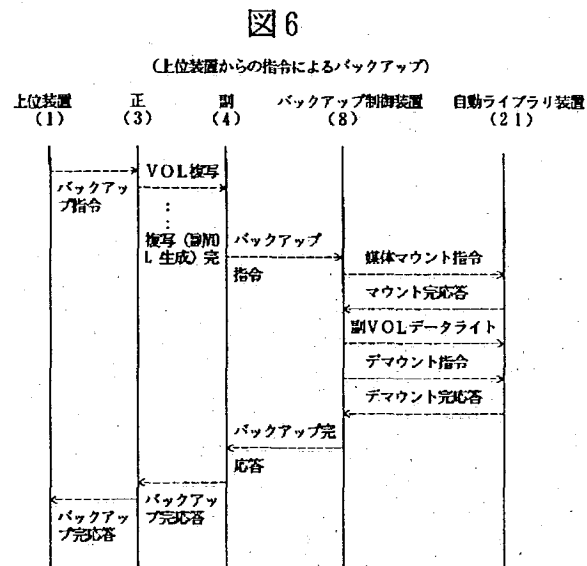 図6
(上位装置からの指令によるバックアップ)
上位装置 正 副 バックアップ制御装置 自動ライブラリ装置
(1) (3) (4) (8) (21)
VOL複写
バックアッ
プ指令
複写(副VO
L 生成)完
バックアップ
指令
媒体マウント指令
マウント完応答
副VOLデータライト
デマウント指令
デマウント完応答
バックアップ完
応答
バックアッ
プ完応答
バックアッ
プ完応答